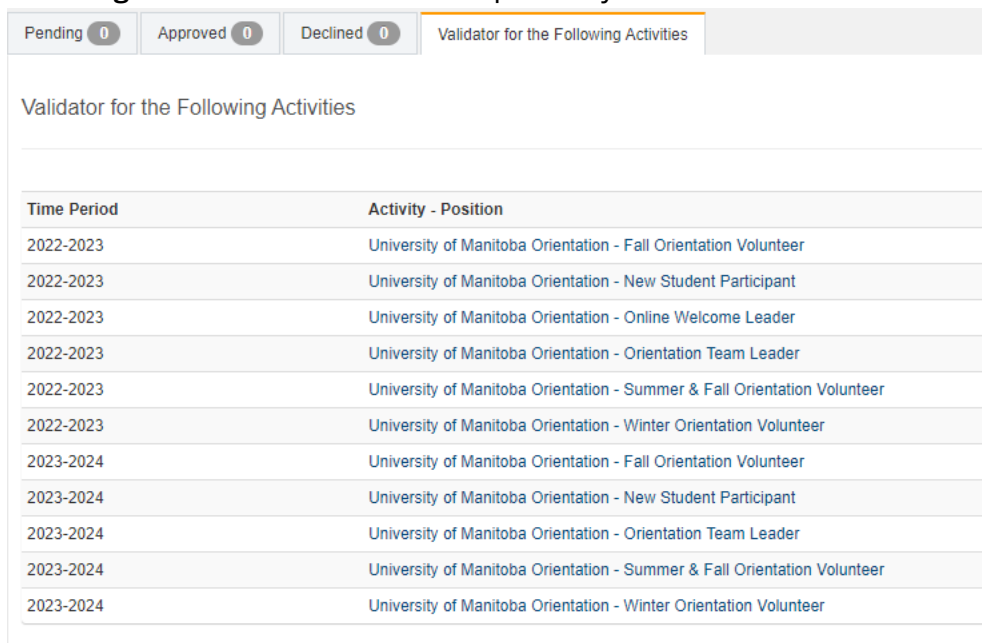 Pending 0 Approved 0 Declined 0 Validator for the Following Activities
Validator for the Following Activities
Time Period Activity - Position
2022-2023 University of Manitoba Orientation - Fall Orientation Volunteer
2022-2023 University of Manitoba Orientation - New Student Participant
2022-2023 University of Manitoba Orientation - Online Welcome Leader
2022-2023 University of Manitoba Orientation - Orientation Team Leader
2022-2023 University of Manitoba Orientation - Summer & Fall Orientation Volunteer
2022-2023 University of Manitoba Orientation - Winter Orientation Volunteer
2023-2024 University of Manitoba Orientation - Fall Orientation Volunteer
2023-2024 University of Manitoba Orientation - New Student Participant
2023-2024 University of Manitoba Orientation - Orientation Team Leader
2023-2024 University of Manitoba Orientation - Summer & Fall Orientation Volunteer
2023-2024 University of Manitoba Orientation - Winter Orientation Volunteer